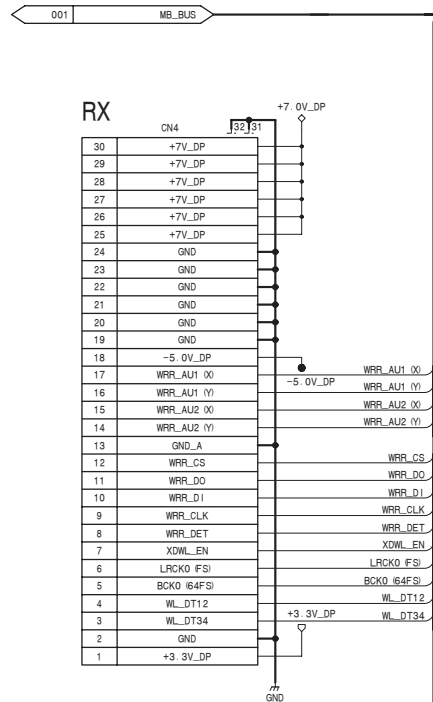 001 MB_BUS
RX
+7.0V_DP
CN4 32 31
30 +7V_DP
29 +7V_DP
28 +7V_DP
27 +7V_DP
26 +7V_DP
25 +7V_DP
24 GND
23 GND
22 GND
21 GND
20 GND
19 GND
18 -5.0V_DP
17 WRR_AU1 (X) -5.0V_DP WRR_AU1 (X)
16 WRR_AU1 (Y) WRR_AU1 (Y)
15 WRR_AU2 (X) WRR_AU2 (X)
14 WRR_AU2 (Y) WRR_AU2 (Y)
13 GND_A
12 WRR_CS WRR_CS
11 WRR_DO WRR_DO
10 WRR_DI WRR_DI
9 WRR_CLK WRR_CLK
8 WRR_DET WRR_DET
7 XDWL_EN XDWL_EN
6 LRCKO (FS) LRCKO (FS)
5 BCKO (64FS) BCKO (64FS)
4 WL_DT12 WL_DT12
3 WL_DT34 +3.3V_DP WL_DT34
2 GND
1 +3.3V_DP
GND